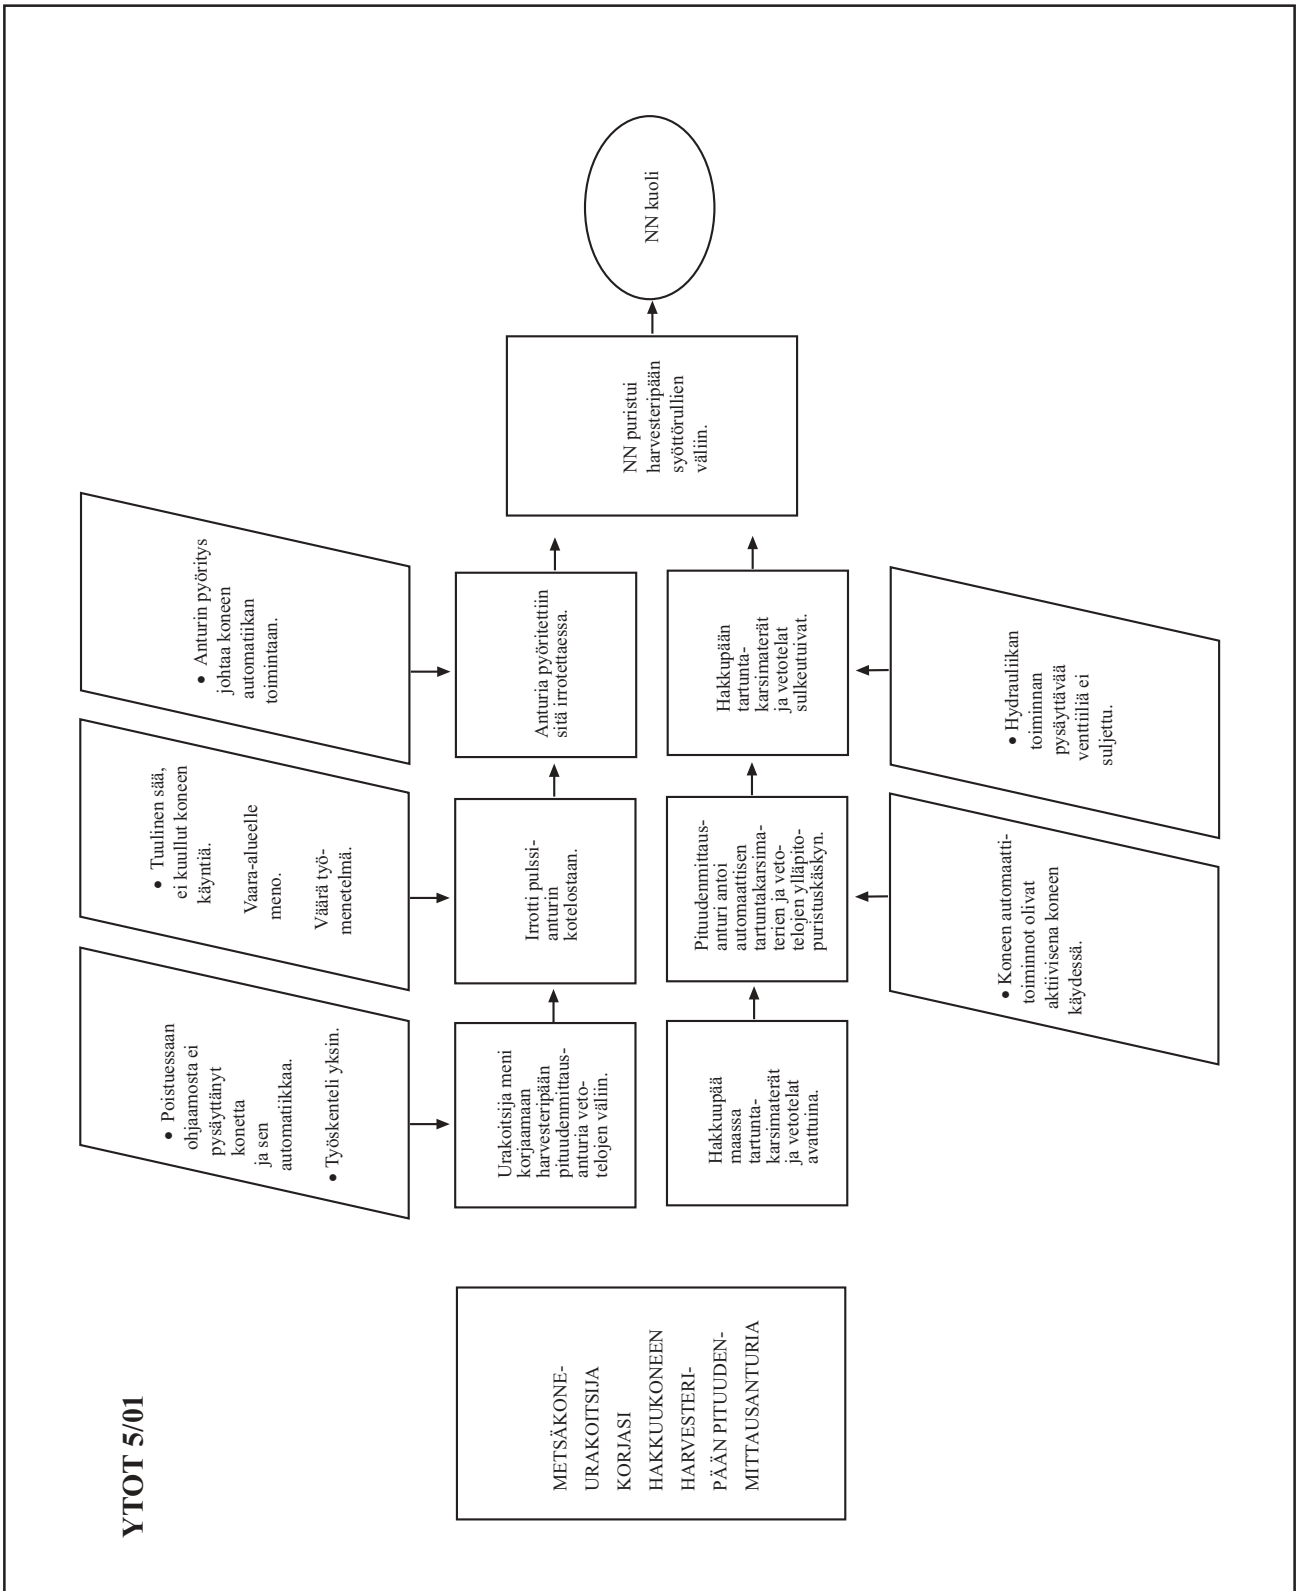 YTOT 5/01
METSÄKONE-
URAKOITSIJA
KORJASI
HAKKUUKONEEN
HARVESTERI-
PÄÄN PITUUDEN-
MITTAUSANTURIA
• Poistuessaan
ohjaamosta ei
pysäyttänyt
konetta
ja sen
automatiikkaa.
• Työskenteli yksin.
• Tuulinen sää,
ei kuullut koneen
käyntiä.
Vaara-alueelle
meno.
Väärä työ-
menetelmä.
• Anturin pyöritys
johtaa koneen
automatiikan
toimintaan.
Urakoitsija meni
korjaamaan
harvesteripään
pituudenmittaus-
anturia veto-
telojen väliin.
Irrotti pulssi-
anturin
kotelostaan.
Anturia pyöritettiin
sitä irrotettaessa.
Hakkuupää
maassa
tartunta-
karsimaterät
ja vetotelat
avattuina.
Pituudenmittaus-
anturi antoi
automaattisen
tartuntakarsima-
terien ja veto-
telojen ylläpito-
puristuskäskyn.
Hakkupään
tartunta-
karsimaterät
ja vetotelat
sulkeutuivat.
NN puristui
harvesteripään
syöttörullien
väliin.
NN kuoli
• Koneen automaatti-
toiminnot olivat
aktiivisena koneen
käydessä.
• Hydrauliikan
toiminnan
pysäyttävää
venttiiliä ei
suljettu.